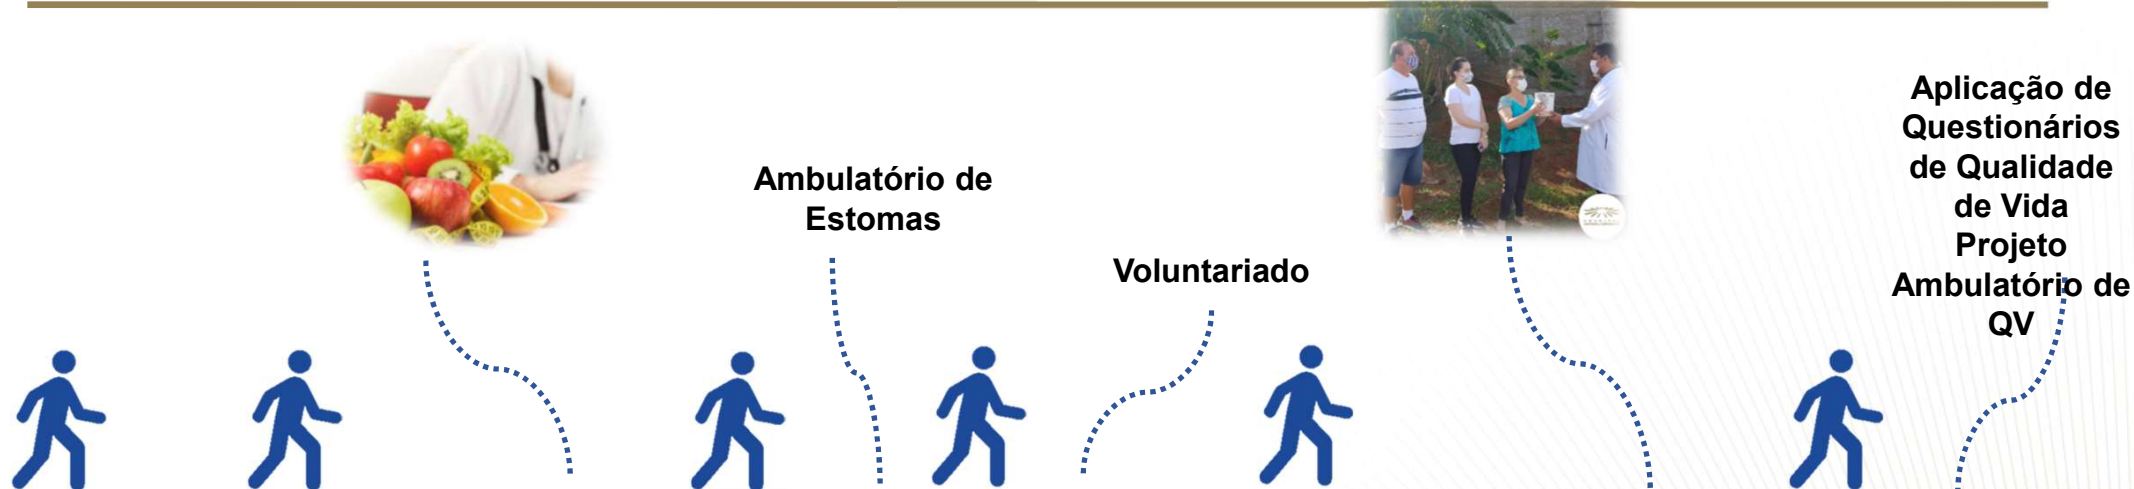 Ambulatório de
Estomas
Voluntariado
Aplicação de
Questionários
de Qualidade
de Vida
Projeto
Ambulatório de
QV